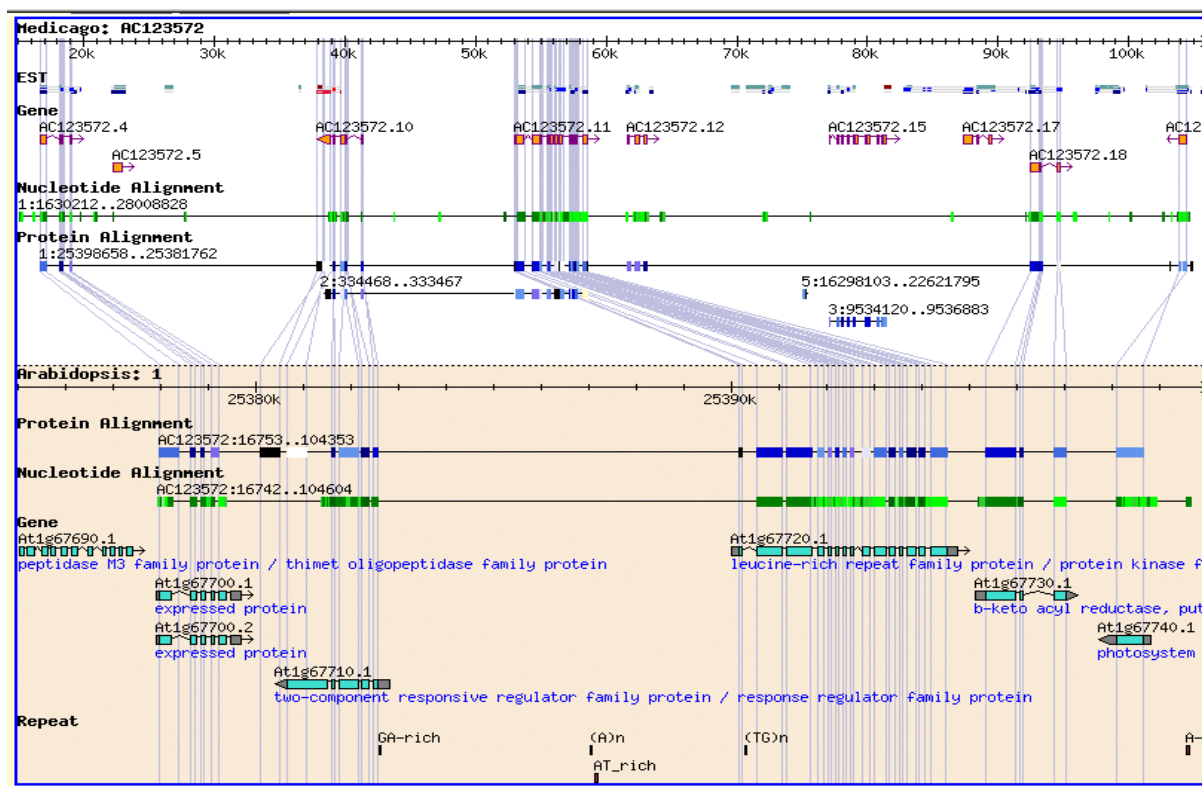 Medicago: AC123572
20k 30k 40k 50k 60k 70k 80k 90k 100k
EST
Gene
AC123572.4 AC123572.10 AC123572.11 AC123572.12 AC123572.15 AC123572.17 AC12
AC123572.5 AC123572.18
Nucleotide Alignment
1:1630212..28008828
Protein Alignment
1:25398658..25381762
2:334468..333467 5:16298103..22621795
3:9534120..9536883
Arabidopsis: 1
25380k 25390k
Protein Alignment
AC123572:16753..104353
Nucleotide Alignment
AC123572:16742..104604
Gene
At1g67690.1 At1g67720.1
peptidase M3 family protein / thimet oligopeptidase family protein leucine-rich repeat family protein / protein kinase f
At1g67700.1 At1g67730.1
expressed protein b-keto acyl reductase, put
At1g67700.2 At1g67740.1
expressed protein photosystem
At1g67710.1
two-component responsive regulator family protein / response regulator family protein
Repeat
GA-rich (A)n (TG)n A-
AT_rich